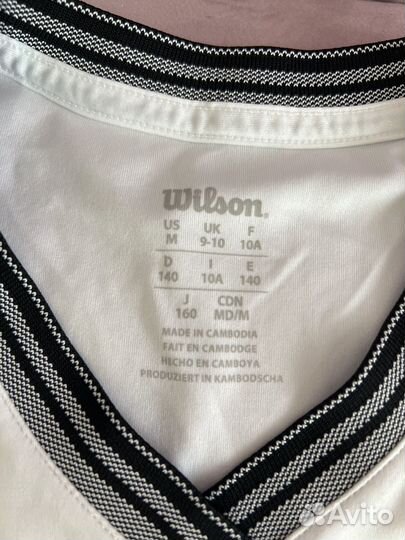 Wilson.
US UK F
M 9-10 10A
D I E
140 10A 140
J CDN
160 MD/M
MADE IN CAMBODIA
FAIT EN CAMBODGE
HECHO EN CAMBOYA
PRODUZIERT IN KAMBODSCHA
Avito